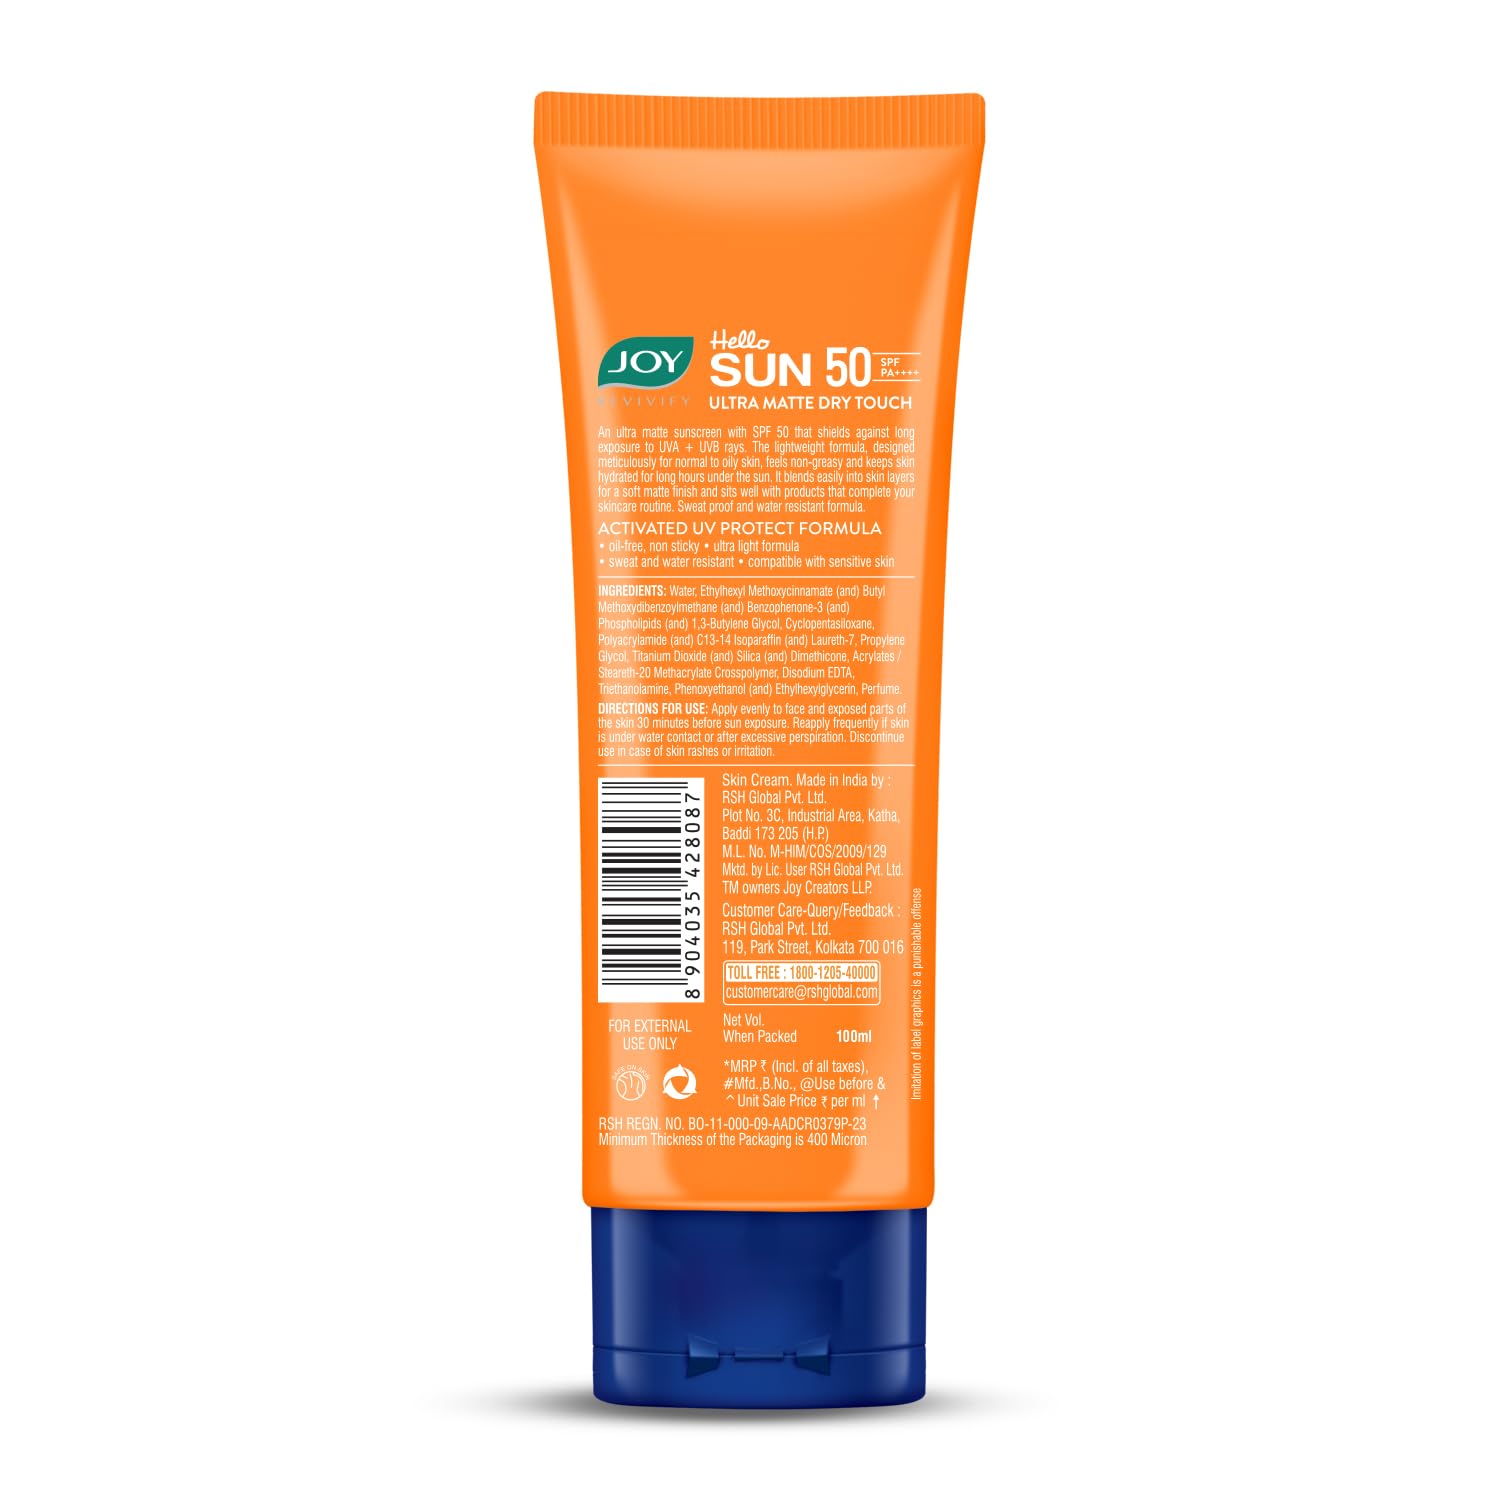 JOY
REVIVIFY
Hello
SUN 50 SPF PA++++
ULTRA MATTE DRY TOUCH
An ultra matte sunscreen with SPF 50 that shields against long
exposure to UVA + UVB rays. The lightweight formula, designed
meticulously for normal to oily skin, feels non-greasy and keeps skin
hydrated for long hours under the sun. It blends easily into skin layers
for a soft matte finish and sits well with products that complete your
skincare routine. Sweat proof and water resistant formula.
ACTIVATED UV PROTECT FORMULA
• oil-free, non sticky • ultra light formula
• sweat and water resistant • compatible with sensitive skin
INGREDIENTS: Water, Ethylhexyl Methoxycinnamate (and) Butyl
Methoxydibenzoylmethane (and) Benzophenone-3 (and)
Phospholipids (and) 1,3-Butylene Glycol, Cyclopentasiloxane,
Polyacrylamide (and) C13-14 Isoparaffin (and) Laureth-7, Propylene
Glycol, Titanium Dioxide (and) Silica (and) Dimethicone, Acrylates /
Steareth-20 Methacrylate Crosspolymer, Disodium EDTA,
Triethanolamine, Phenoxyethanol (and) Ethylhexylglycerin, Perfume.
DIRECTIONS FOR USE: Apply evenly to face and exposed parts of
the skin 30 minutes before sun exposure. Reapply frequently if skin
is under water contact or after excessive perspiration. Discontinue
use in case of skin rashes or irritation.
8 904035 428087
FOR EXTERNAL
USE ONLY
SAFE ON SKIN
Skin Cream. Made in India by :
RSH Global Pvt. Ltd.
Plot No. 3C, Industrial Area, Katha,
Baddi 173 205 (H.P.)
M.L. No. M-HIM/COS/2009/129
Mktd. by Lic. User RSH Global Pvt. Ltd.
TM owners Joy Creators LLP.
Customer Care-Query/Feedback :
RSH Global Pvt. Ltd.
119, Park Street, Kolkata 700 016
TOLL FREE : 1800-1205-40000
customercare@rshglobal.com
Net Vol.
When Packed 100ml
*MRP ₹ (Incl. of all taxes),
#Mfd.,B.No., @Use before &
^Unit Sale Price ₹ per ml ↑
Imitation of label graphics is a punishable offense
RSH REGN. NO. BO-11-000-09-AADCR0379P-23
Minimum Thickness of the Packaging is 400 Micron